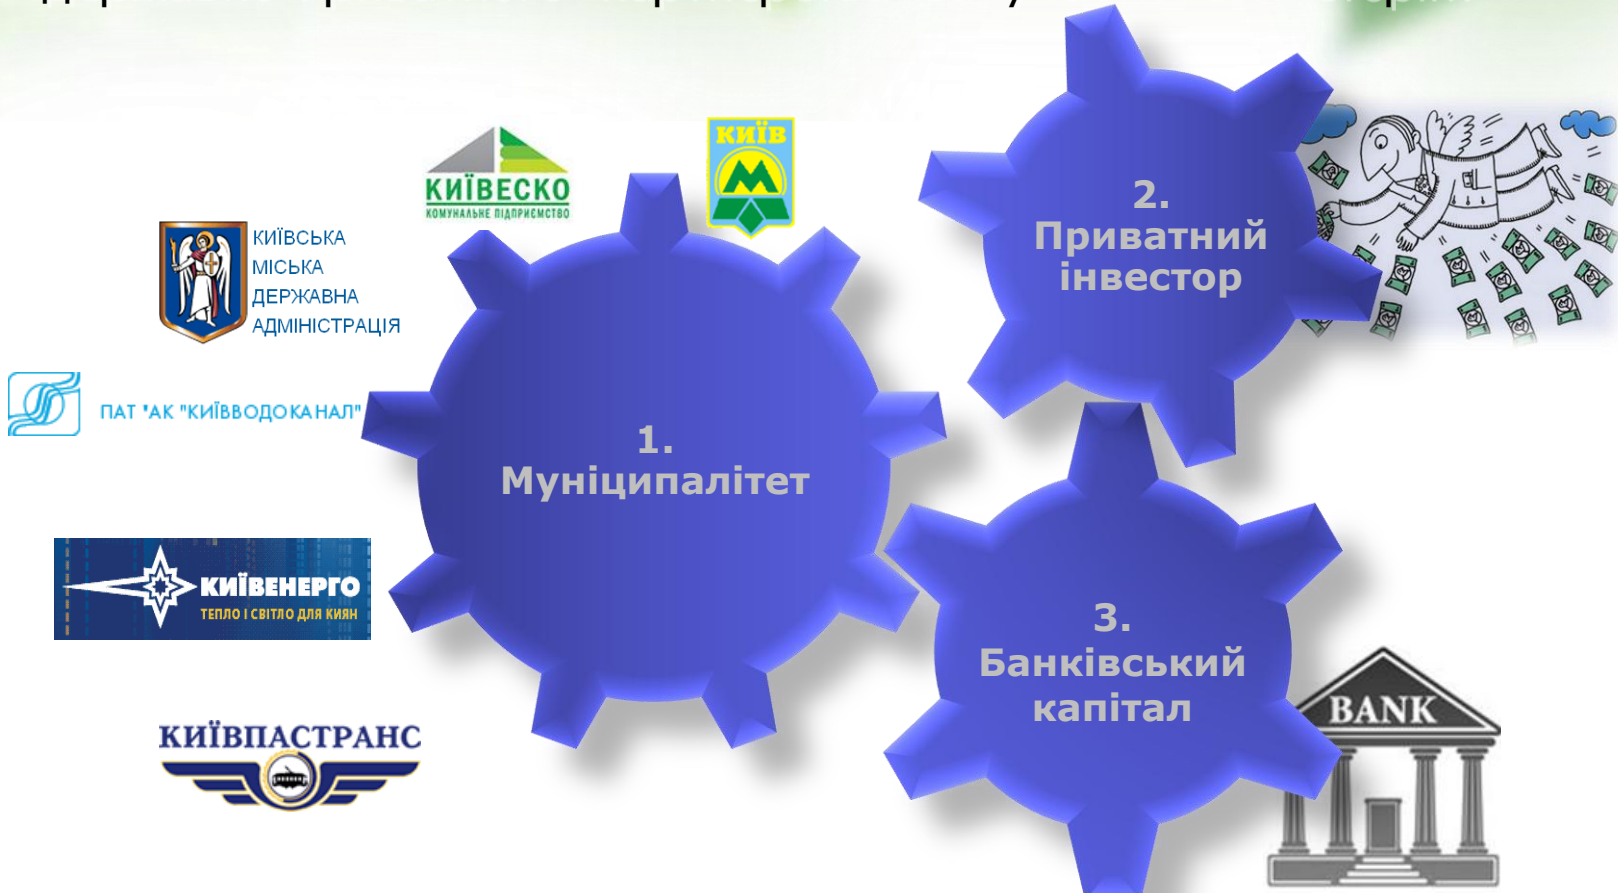 КИЇВ
КИЇВЕСКО
КОМУНАЛЬНЕ ПІДПРИЄМСТВО
КИЇВСЬКА
МІСЬКА
ДЕРЖАВНА
АДМІНІСТРАЦІЯ
ПАТ "АК "КИЇВВОДОКАНАЛ"
КИЇВЕНЕРГО
ТЕПЛО І СВІТЛО ДЛЯ КИЯН
КИЇВПАСТРАНС
1.
Муніципалітет
2.
Приватний
інвестор
3.
Банківський
капітал
BANK